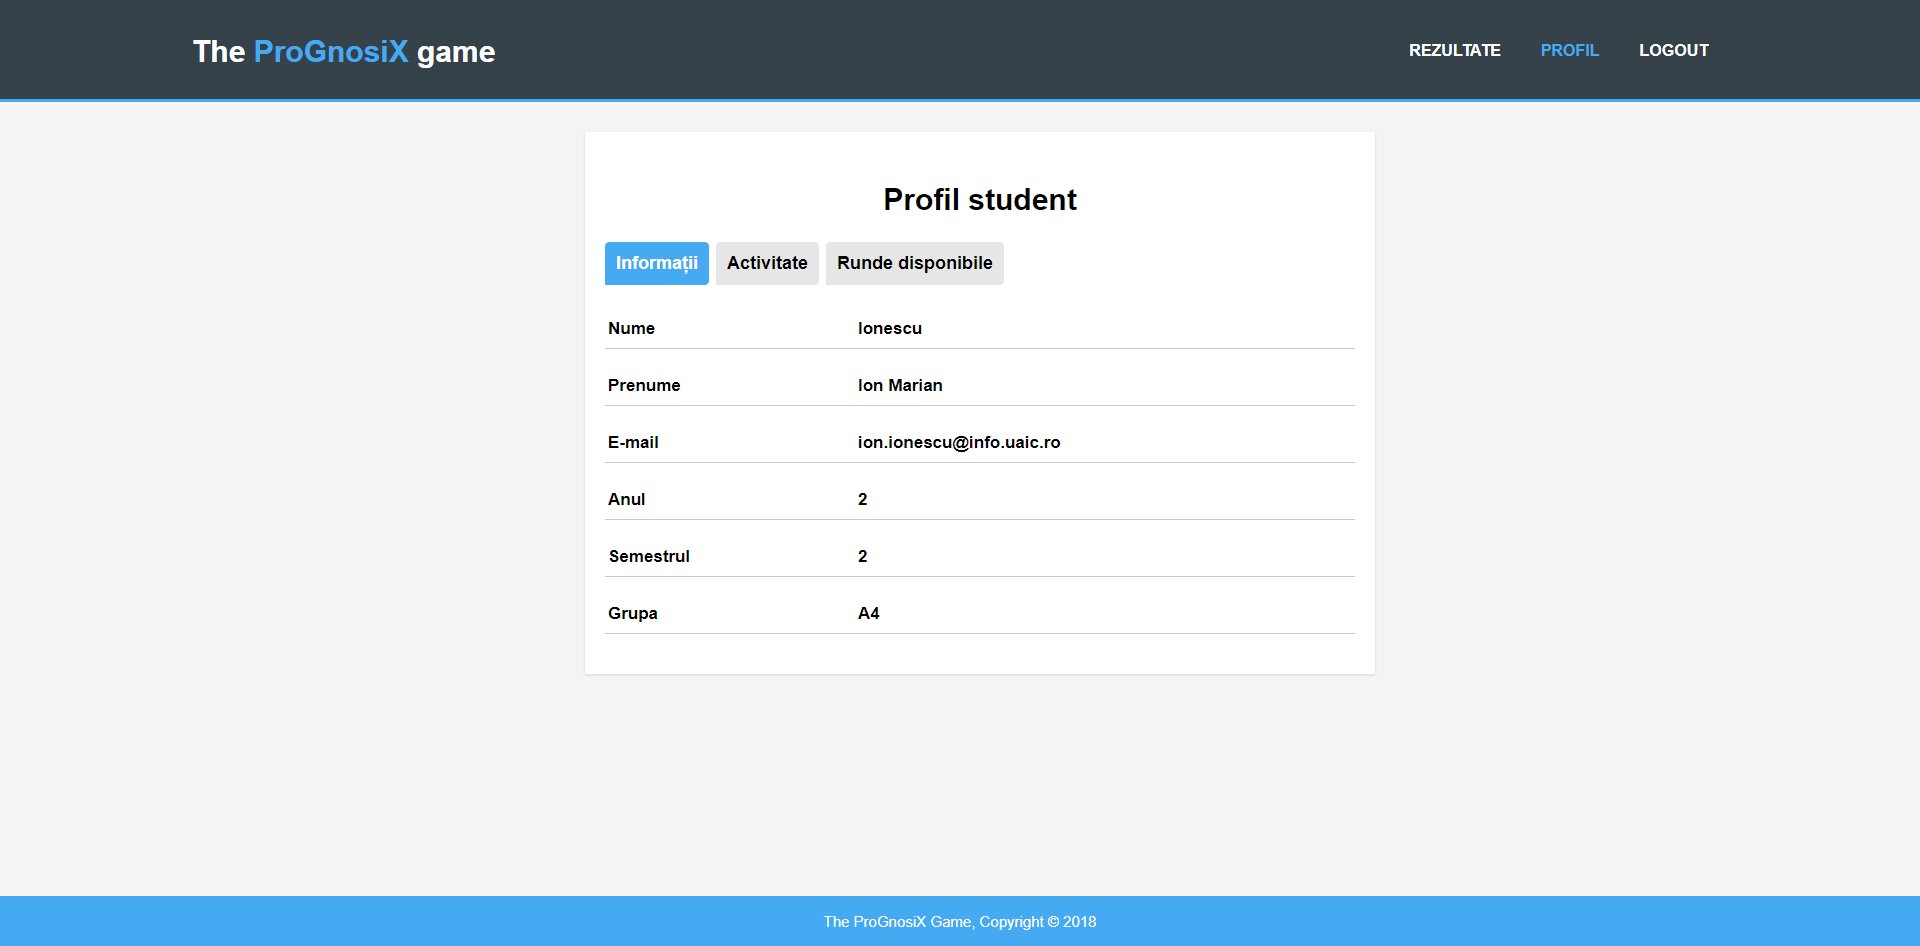 The ProGnosiX game
REZULTATE PROFIL LOGOUT
Profil student
Informații Activitate Runde disponibile
Nume Ionescu
Prenume Ion Marian
E-mail ion.ionescu@info.uaic.ro
Anul 2
Semestrul 2
Grupa A4
The ProGnosiX Game, Copyright © 2018